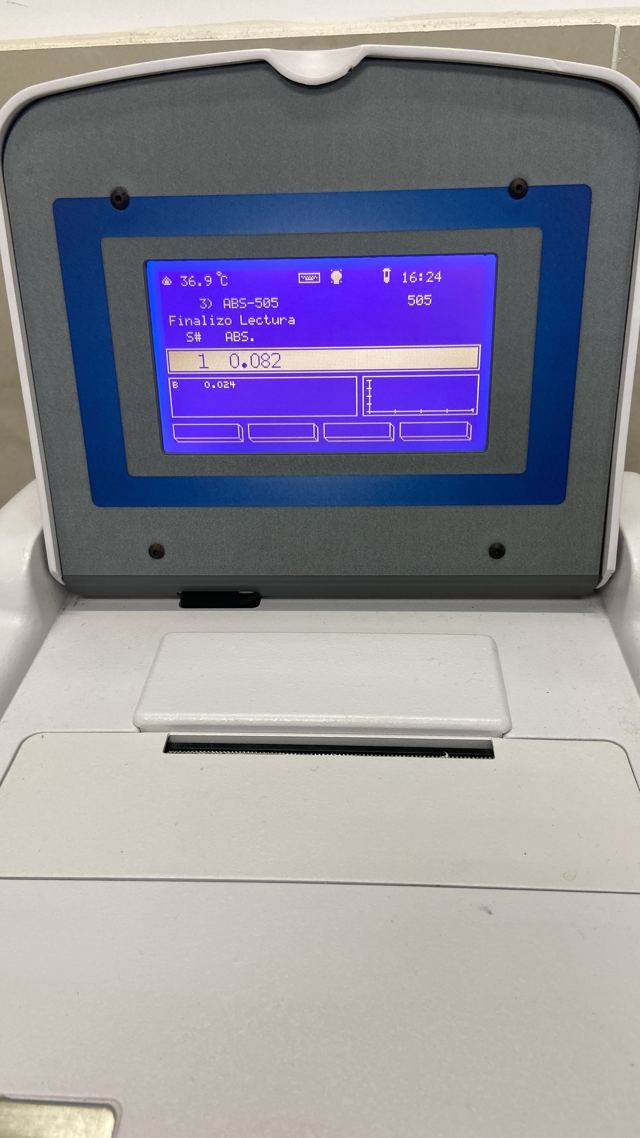 36.9°C 16:24
3) ABS-505 505
Finalizo Lectura
S# ABS.
1 0.082
B 0.024